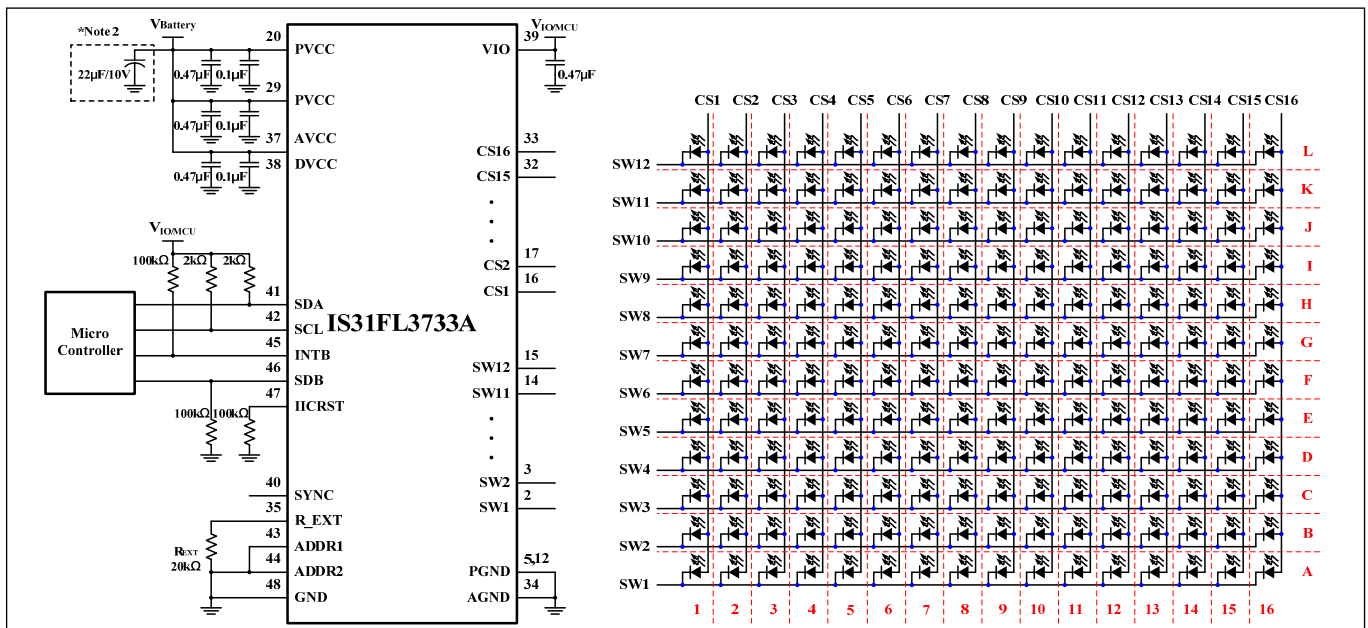 *Note 2
VBattery
22μF/10V
0.47μF 0.1μF
0.47μF 0.1μF
0.47μF 0.1μF
20 PVCC
29 PVCC
37 AVCC
38 DVCC
VIO/MCU
100kΩ 2kΩ 2kΩ
Micro
Controller
41 SDA
42 SCL
45 INTB
46 SDB
47 IICRST
100kΩ 100kΩ
40 SYNC
35 R_EXT
43 ADDR1
44 ADDR2
48 GND
REXT
20kΩ
IS31FL3733A
VIO/MCU
VIO 39
0.47μF
CS16 33
CS15 32
CS2 17
CS1 16
SW12 15
SW11 14
SW2 3
SW1 2
PGND 5,12
AGND 34
CS1 CS2 CS3 CS4 CS5 CS6 CS7 CS8 CS9 CS10 CS11 CS12 CS13 CS14 CS15 CS16
SW12 L
SW11 K
SW10 J
SW9 I
SW8 H
SW7 G
SW6 F
SW5 E
SW4 D
SW3 C
SW2 B
SW1 A
1 2 3 4 5 6 7 8 9 10 11 12 13 14 15 16